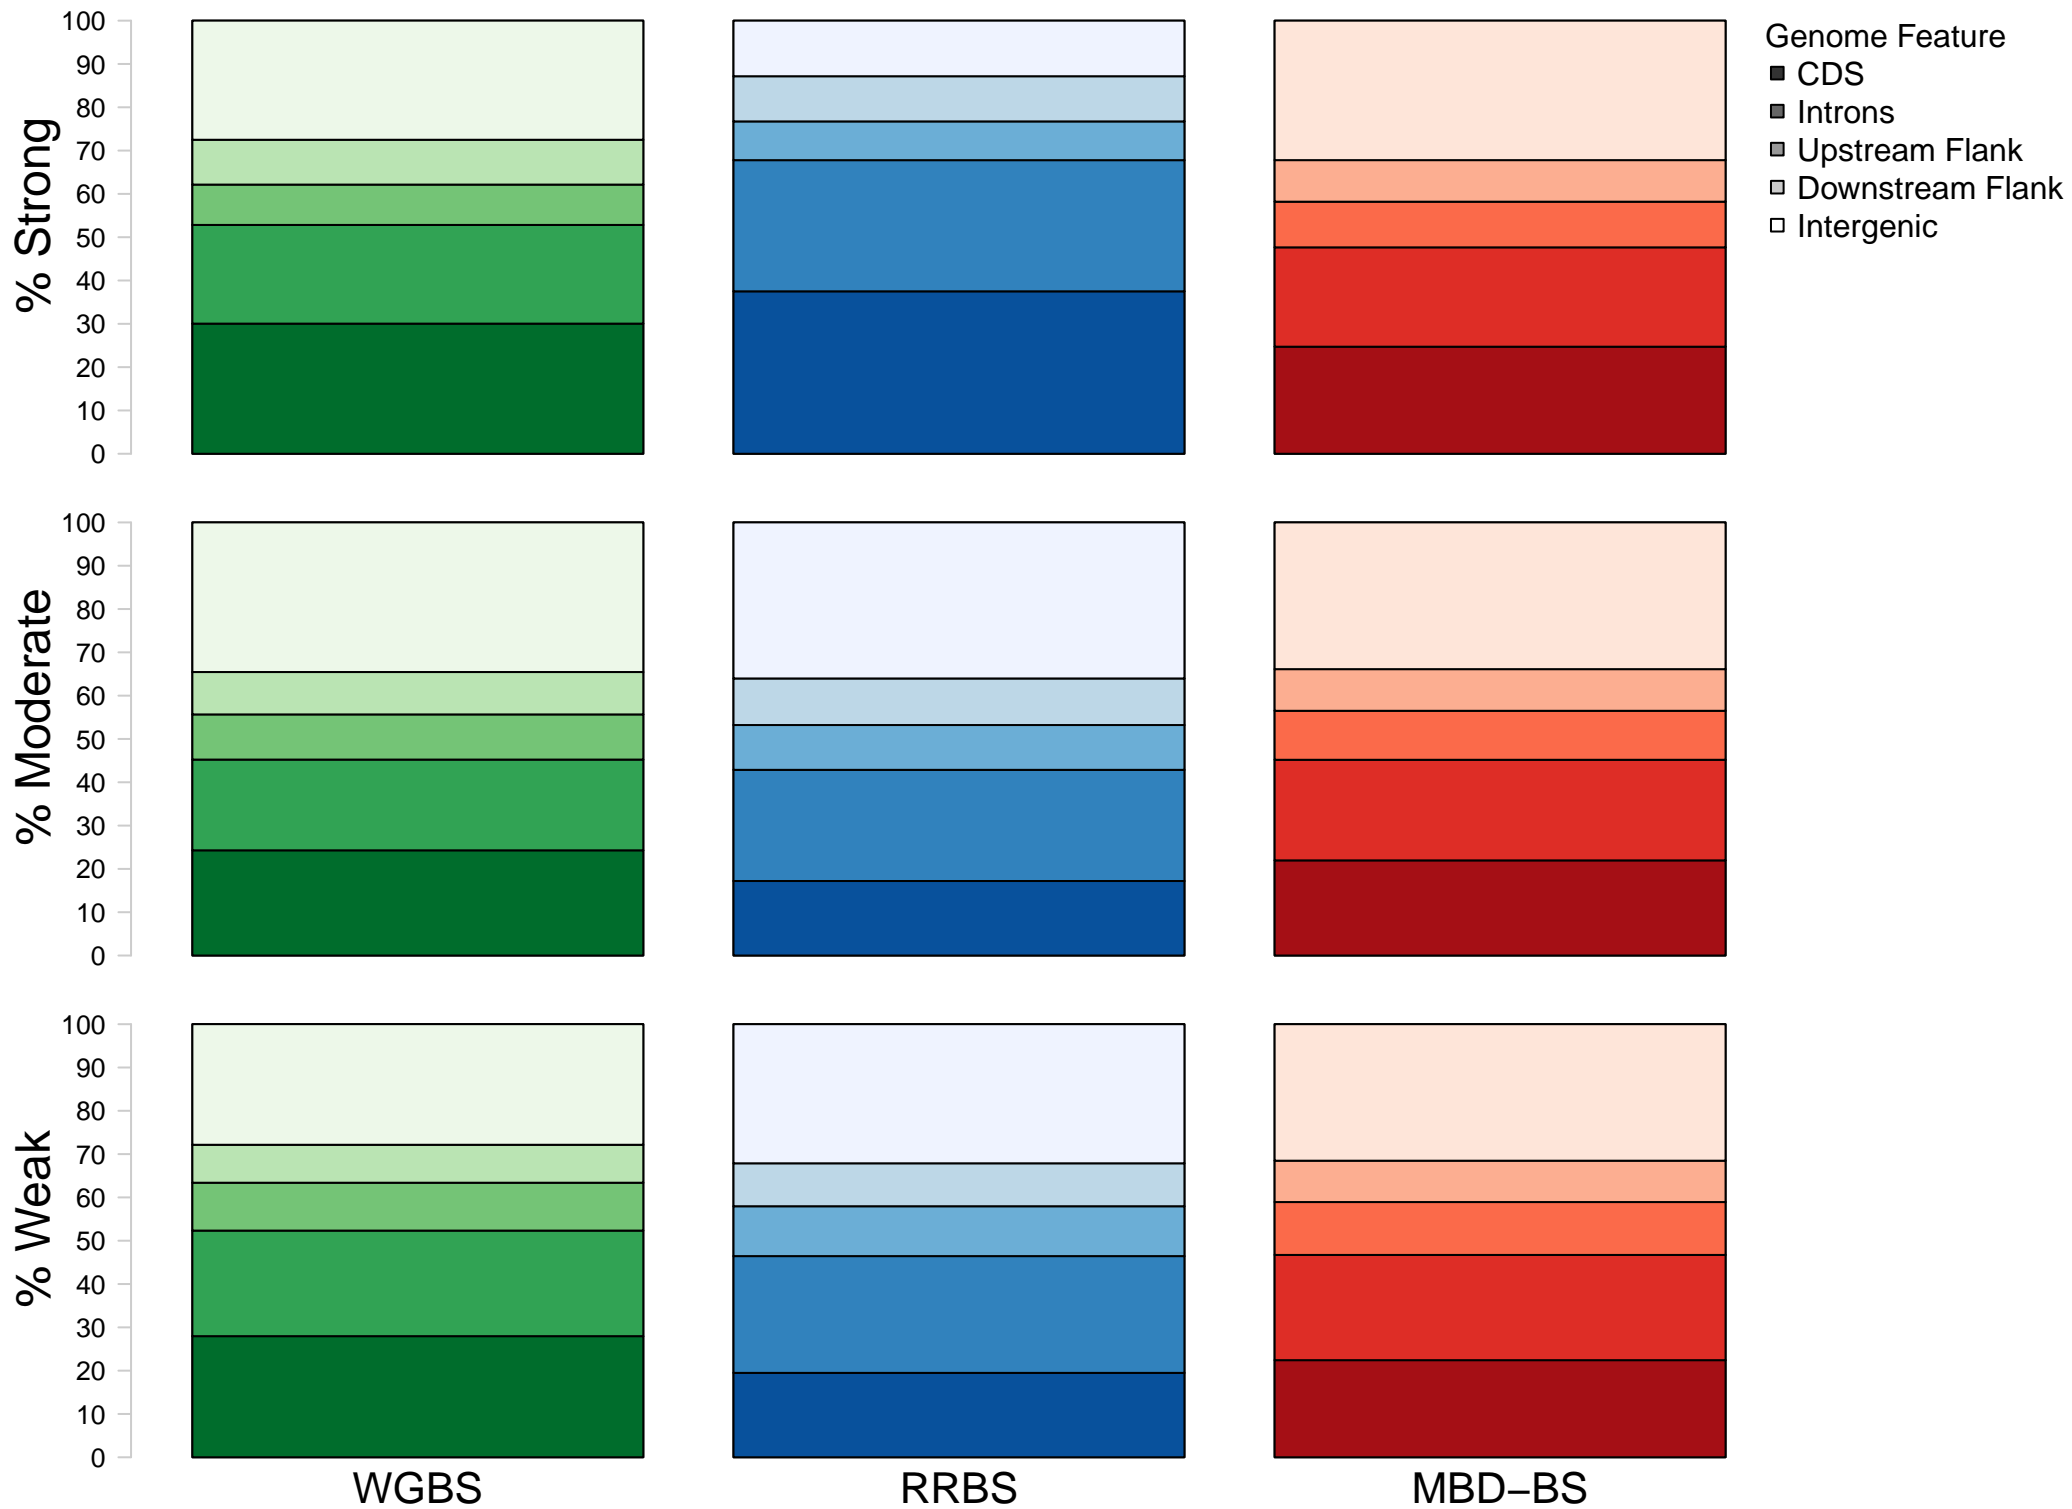 % Strong
100
90
80
70
60
50
40
30
20
10
0
Genome Feature
CDS
Introns
Upstream Flank
Downstream Flank
Intergenic
% Moderate
100
90
80
70
60
50
40
30
20
10
0
% Weak
100
90
80
70
60
50
40
30
20
10
0
WGBS
RRBS
MBD−BS